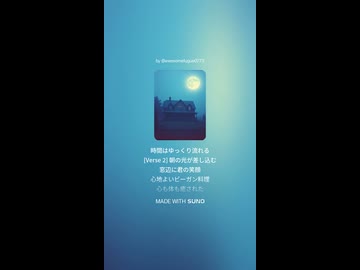 時間はゆっくり流れる
[Verse 2] 朝の光が差し込む
窓辺に君の笑顔
心地よいビーガン料理
心も体も癒された
MADE WITH SUNO